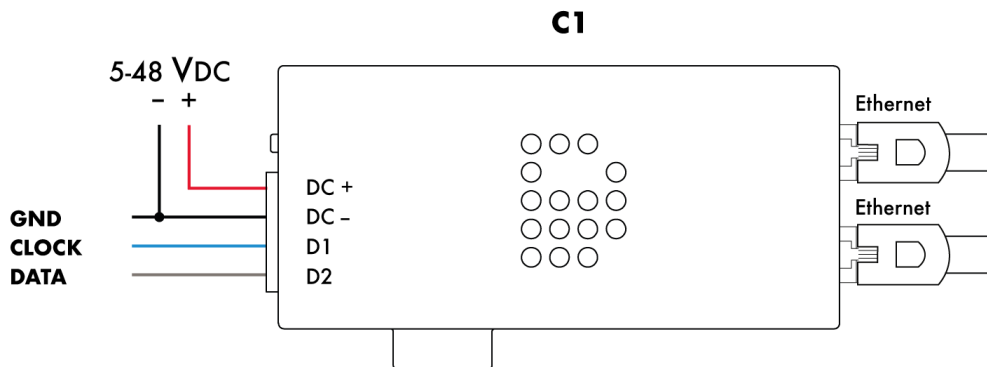 C1
5-48 VDC
– +
Ethernet
DC +
GND DC –
CLOCK D1
DATA D2
Ethernet